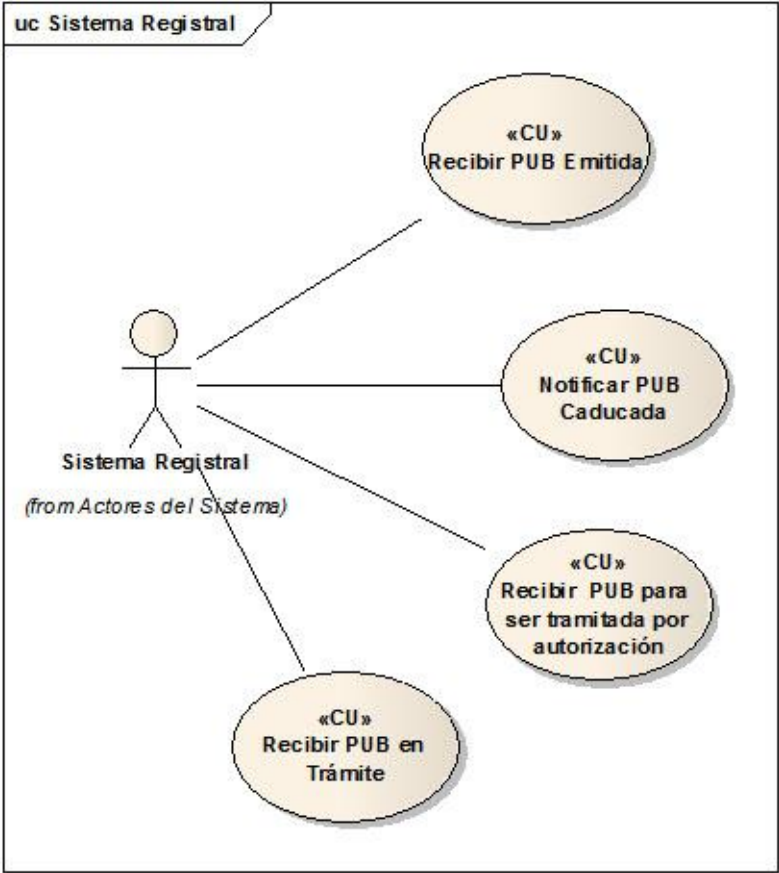 uc Sistema Registral
«CU»
Recibir PUB Emitida
«CU»
Notificar PUB
Caducada
Sistema Registral
(from Actores del Sistema)
«CU»
Recibir PUB para
ser tramitada por
autorización
«CU»
Recibir PUB en
Trámite